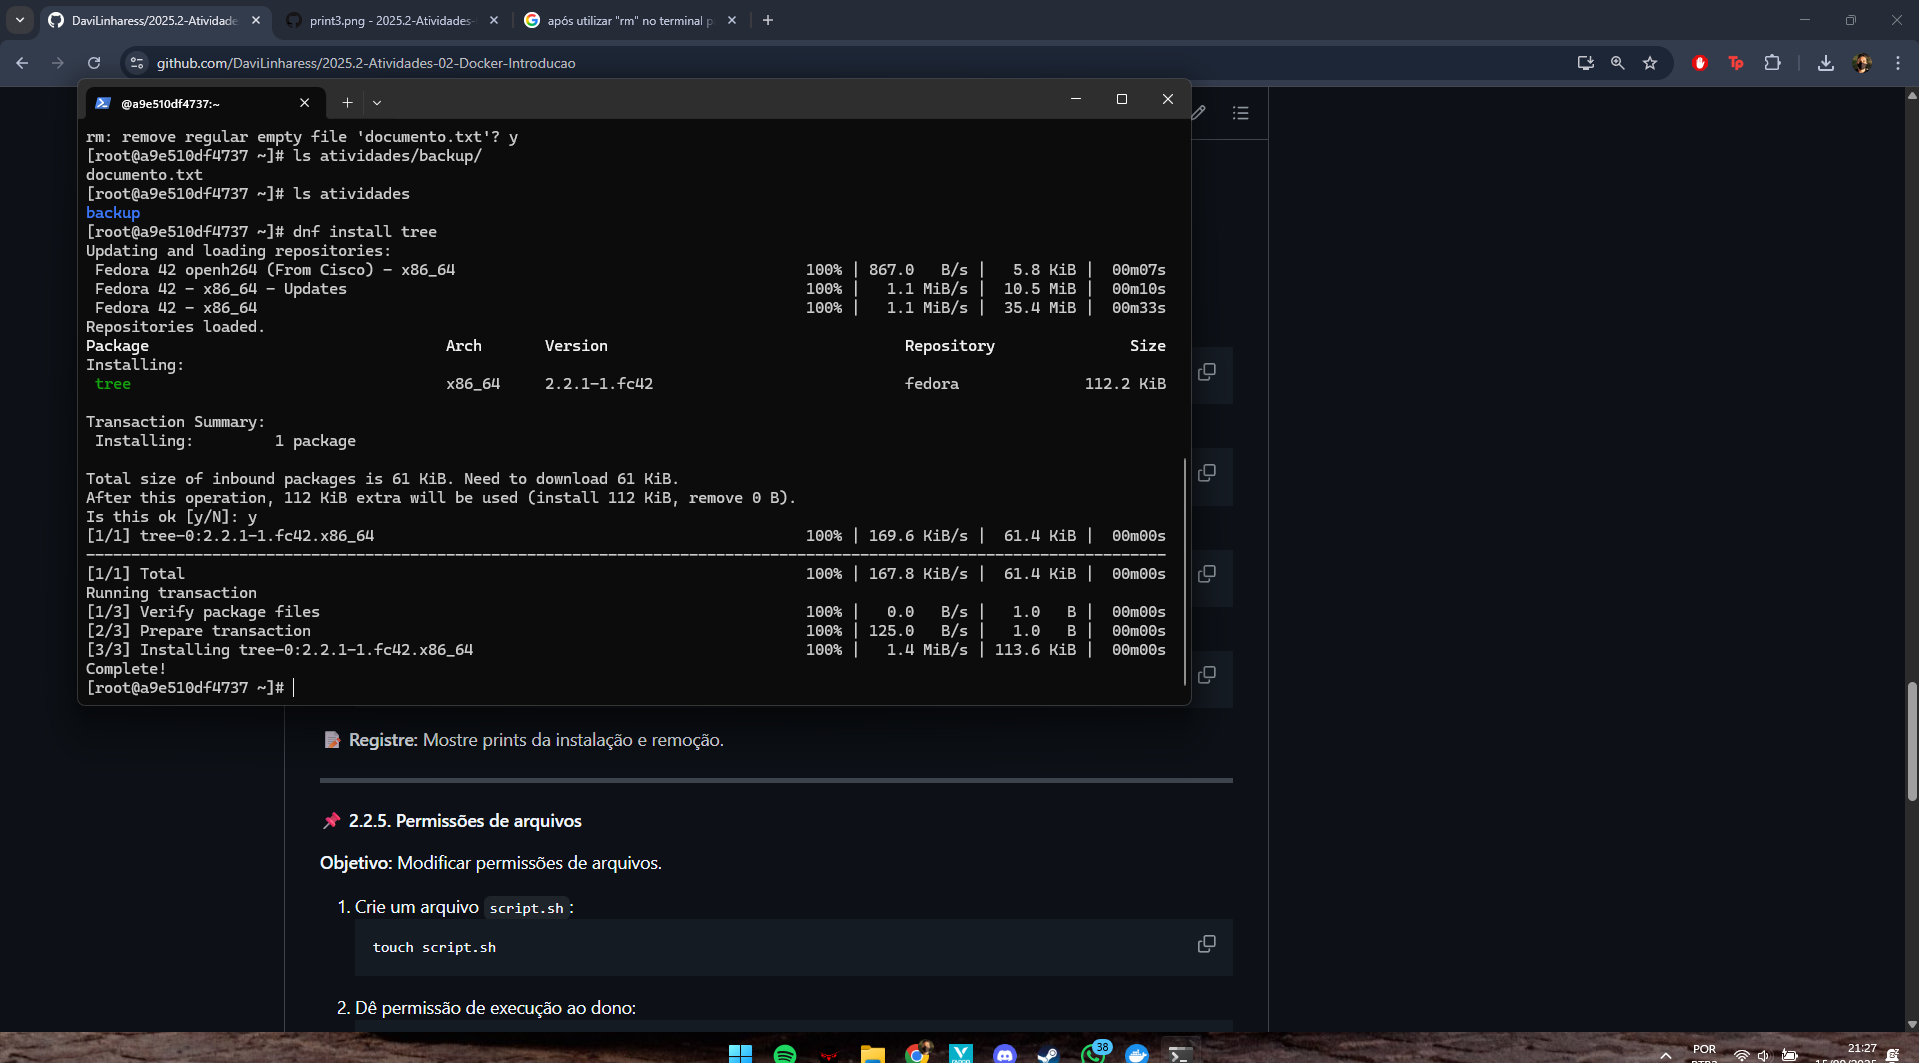 DaviLinharess/2025.2-Atividade
print3.png - 2025.2-Atividades-
após utilizar "rm" no terminal p
github.com/DaviLinharess/2025.2-Atividades-02-Docker-Introducao
@a9e510df4737:~
rm: remove regular empty file 'documento.txt'? y
[root@a9e510df4737 ~]# ls atividades/backup/
documento.txt
[root@a9e510df4737 ~]# ls atividades
backup
[root@a9e510df4737 ~]# dnf install tree
Updating and loading repositories:
Fedora 42 openh264 (From Cisco) - x86_64 100% | 867.0 B/s | 5.8 KiB | 00m07s
Fedora 42 - x86_64 - Updates 100% | 1.1 MiB/s | 10.5 MiB | 00m10s
Fedora 42 - x86_64 100% | 1.1 MiB/s | 35.4 MiB | 00m33s
Repositories loaded.
Package Arch Version Repository Size
Installing:
tree x86_64 2.2.1-1.fc42 fedora 112.2 KiB
Transaction Summary:
Installing: 1 package
Total size of inbound packages is 61 KiB. Need to download 61 KiB.
After this operation, 112 KiB extra will be used (install 112 KiB, remove 0 B).
Is this ok [y/N]: y
[1/1] tree-0:2.2.1-1.fc42.x86_64 100% | 169.6 KiB/s | 61.4 KiB | 00m00s
[1/1] Total 100% | 167.8 KiB/s | 61.4 KiB | 00m00s
Running transaction
[1/3] Verify package files 100% | 0.0 B/s | 1.0 B | 00m00s
[2/3] Prepare transaction 100% | 125.0 B/s | 1.0 B | 00m00s
[3/3] Installing tree-0:2.2.1-1.fc42.x86_64 100% | 1.4 MiB/s | 113.6 KiB | 00m00s
Complete!
[root@a9e510df4737 ~]#
Registre: Mostre prints da instalação e remoção.
2.2.5. Permissões de arquivos
Objetivo: Modificar permissões de arquivos.
1. Crie um arquivo script.sh:
touch script.sh
2. Dê permissão de execução ao dono:
38
POR
21:27